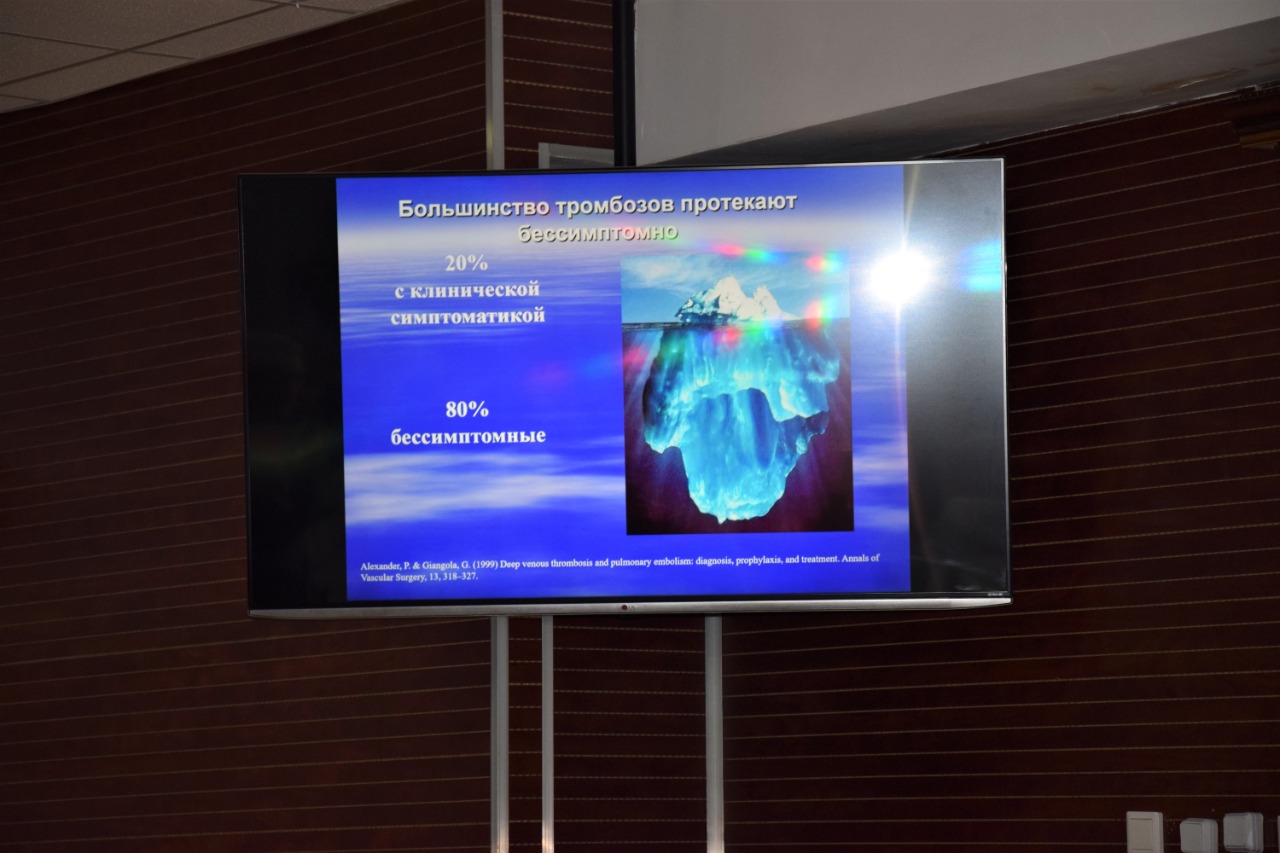 Большинство тромбозов протекают
бессимптомно
20%
с клинической
симптоматикой
80%
бессимптомные
Alexander, P. & Giangola, G. (1999) Deep venous thrombosis and pulmonary embolism: diagnosis, prophylaxis, and treatment. Annals of
Vascular Surgery, 13, 318–327.
LG